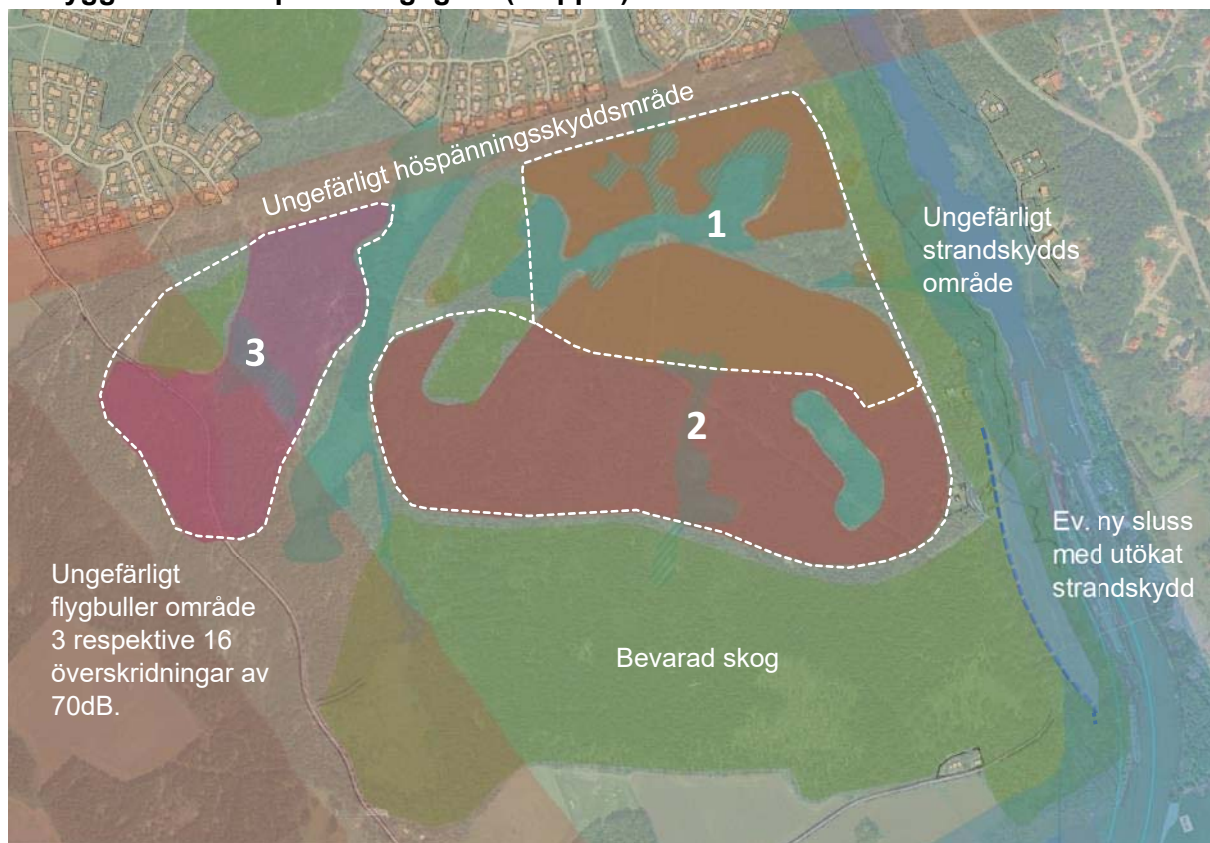 Ungefärligt höspänningsskyddsmråde
1
Ungefärligt
strandskydds
område
3
2
Ev. ny sluss
med utökat
strandskydd
Ungefärligt
flygbuller område
3 respektive 16
överskridningar av
70dB.
Bevarad skog